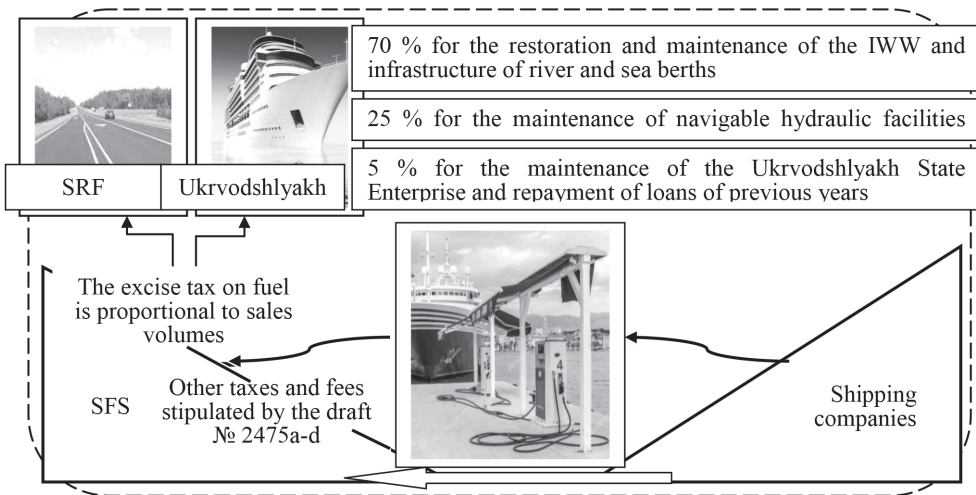 70 % for the restoration and maintenance of the IWW and
infrastructure of river and sea berths
25 % for the maintenance of navigable hydraulic facilities
5 % for the maintenance of the Ukrvodshlyakh State
Enterprise and repayment of loans of previous years
SRF
Ukrvodshlyakh
The excise tax on fuel
is proportional to sales
volumes
Other taxes and fees
stipulated by the draft
№ 2475a-d
SFS
4
Shipping
companies